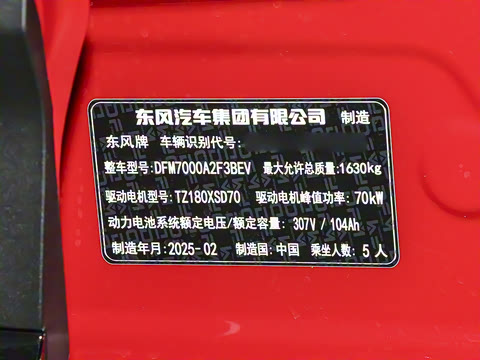 东风汽车集团有限公司 制造
东风牌 车辆识别代号:
整车型号:DFM7000A2F3BEV 最大允许总质量:1630kg
驱动电机型号:TZ180XSD70 驱动电机峰值功率: 70kW
动力电池系统额定电压/额定容量: 307V / 104Ah
制造年月:2025-02 制造国: 中国 乘坐人数: 5 人